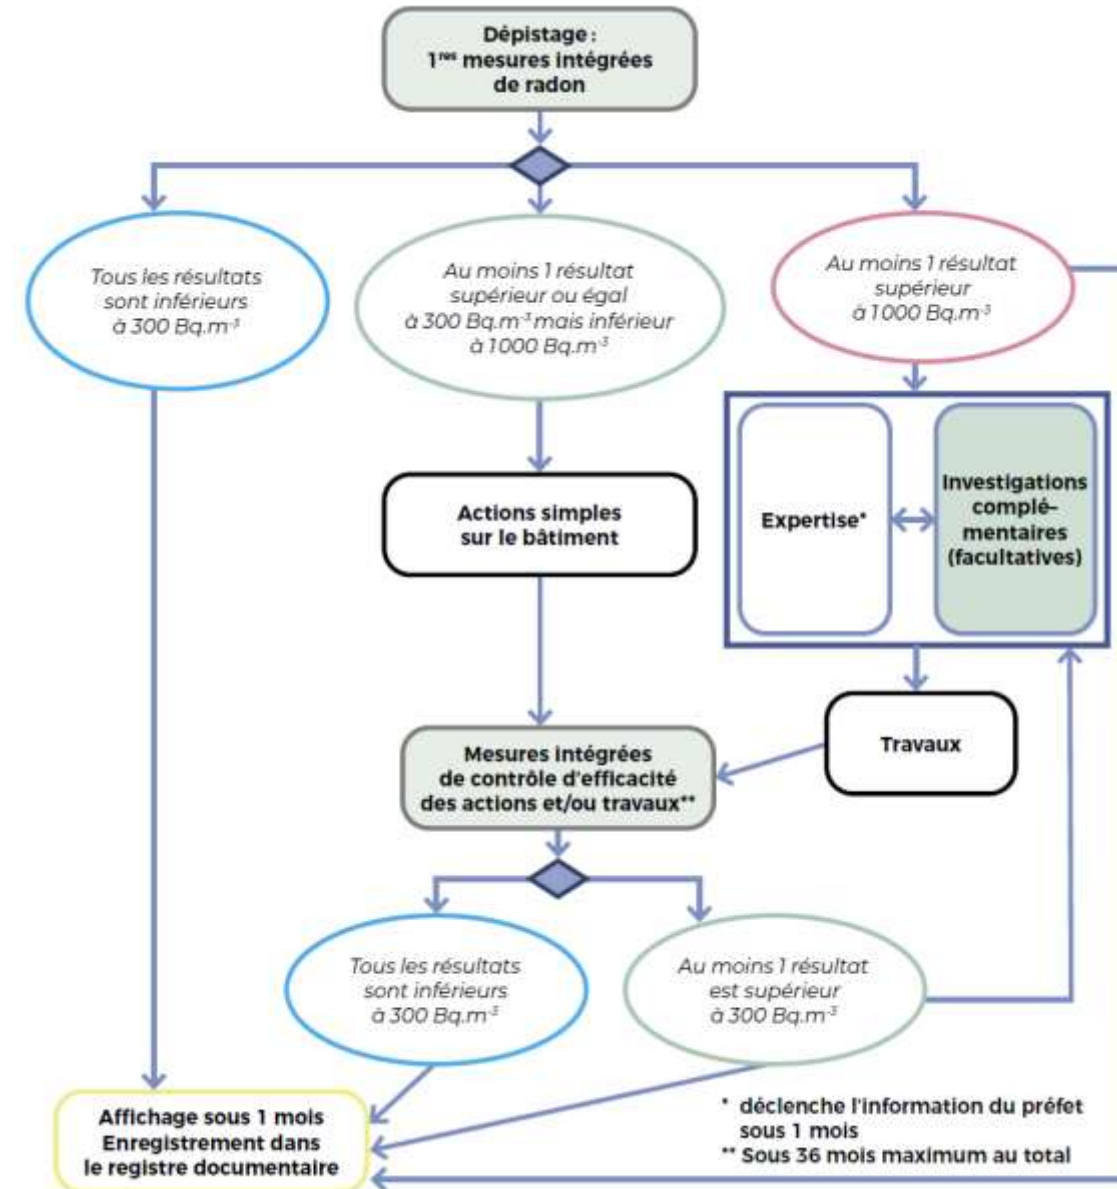 Dépistage :
1res mesures intégrées
de radon
Tous les résultats
sont inférieurs
à 300 Bq.m-3
Au moins 1 résultat
supérieur ou égal
à 300 Bq.m-3 mais inférieur
à 1 000 Bq.m-3
Au moins 1 résultat
supérieur
à 1 000 Bq.m-3
Actions simples
sur le bâtiment
Expertise*
Investigations
complé-
mentaires
(facultatives)
Travaux
Mesures intégrées
de contrôle d'efficacité
des actions et/ou travaux**
Tous les résultats
sont inférieurs
à 300 Bq.m-3
Au moins 1 résultat
est supérieur
à 300 Bq.m-3
Affichage sous 1 mois
Enregistrement dans
le registre documentaire
* déclenche l'information du préfet
sous 1 mois
** Sous 36 mois maximum au total